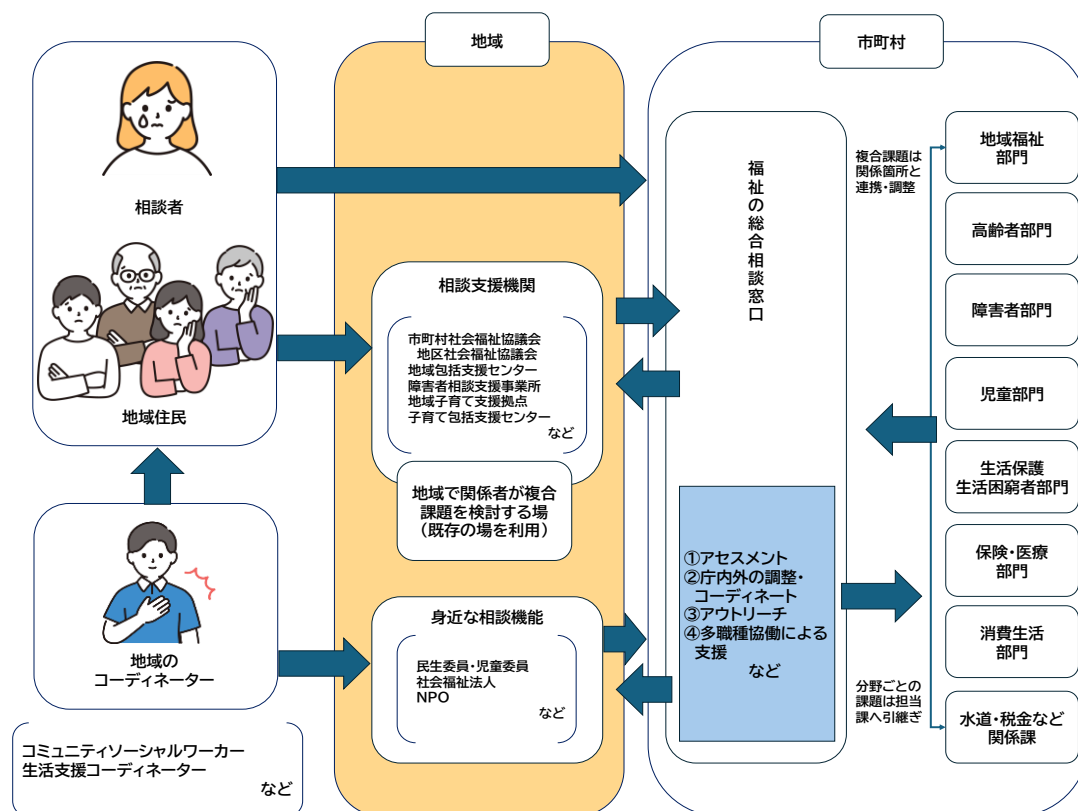 地域
市町村
相談者
地域住民
地域の
コーディネーター
コミュニティソーシャルワーカー
生活支援コーディネーター
など
相談支援機関
市町村社会福祉協議会
地区社会福祉協議会
地域包括支援センター
障害者相談支援事業所
地域子育て支援拠点
子育て包括支援センター
など
地域で関係者が複合
課題を検討する場
（既存の場を利用）
身近な相談機能
民生委員・児童委員
社会福祉法人
NPO
など
福祉の総合相談窓口
①アセスメント
②庁内外の調整・
コーディネート
③アウトリーチ
④多職種協働による
支援
など
複合課題は
関係箇所と
連携・調整
分野ごとの
課題は担当
課へ引継ぎ
地域福祉
部門
高齢者部門
障害者部門
児童部門
生活保護
生活困窮者部門
保険・医療
部門
消費生活
部門
水道・税金など
関係課